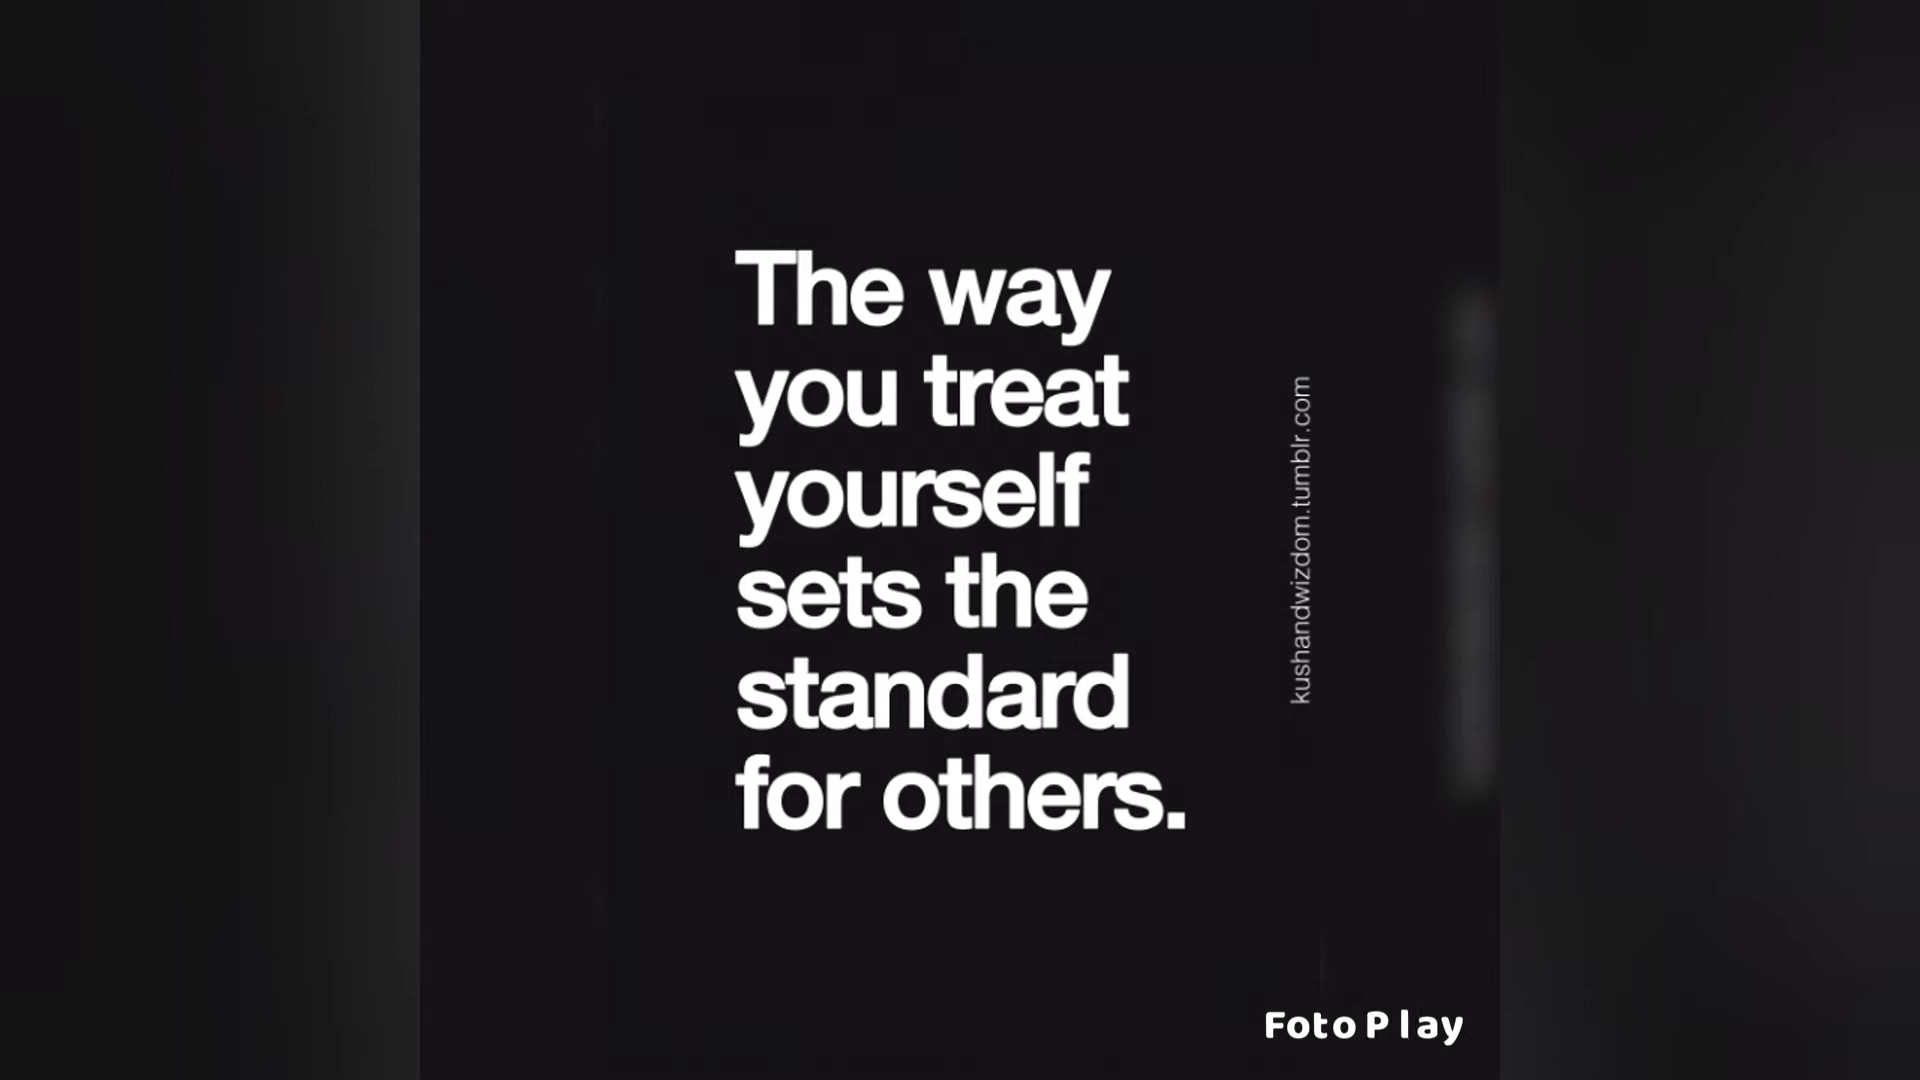 The way
you treat
yourself
sets the
standard
for others.
kushandwizdom.tumblr.com
FotoPlay